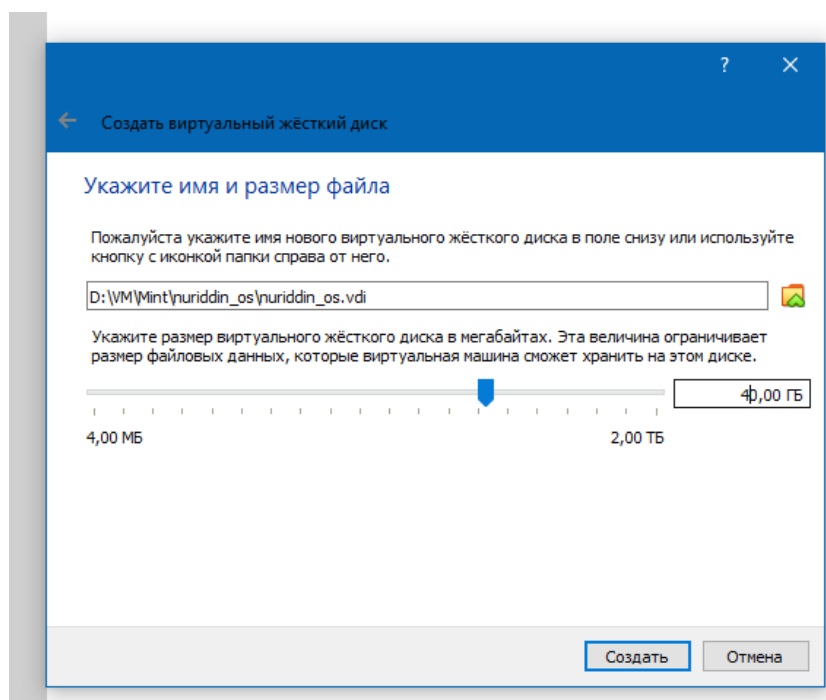 ?
Создать виртуальный жёсткий диск
Укажите имя и размер файла
Пожалуйста укажите имя нового виртуального жёсткого диска в поле снизу или используйте
кнопку с иконкой папки справа от него.
D:\VM\Mint\nuriddin_os\nuriddin_os.vdi
Укажите размер виртуального жёсткого диска в мегабайтах. Эта величина ограничивает
размер файловых данных, которые виртуальная машина сможет хранить на этом диске.
40,00 ГБ
4,00 МБ 2,00 ТБ
Создать Отмена